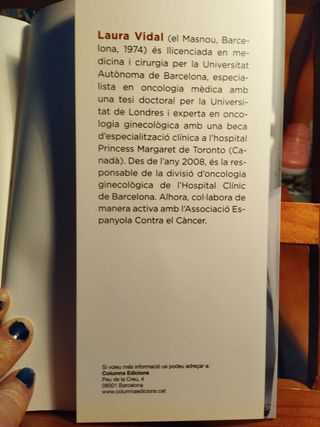 Laura Vidal (el Masnou, Barce-
lona, 1974) és llicenciada en me-
dicina i cirurgia per la Universitat
Autònoma de Barcelona, especia-
lista en oncologia mèdica amb
una tesi doctoral per la Universi-
tat de Londres i experta en onco-
logia ginecològica amb una beca
d'especialització clínica a l'hospital
Princess Margaret de Toronto (Ca-
nadà). Des de l'any 2008, és la res-
ponsable de la divisió d'oncologia
ginecològica de l'Hospital Clínic
de Barcelona. Alhora, col·labora de
manera activa amb l'Associació Es-
panyola Contra el Càncer.
Si voleu més informació us podeu adreçar a:
Columna Edicions
Peu de la Creu, 4
08001 Barcelona
www.columnaedicions.cat